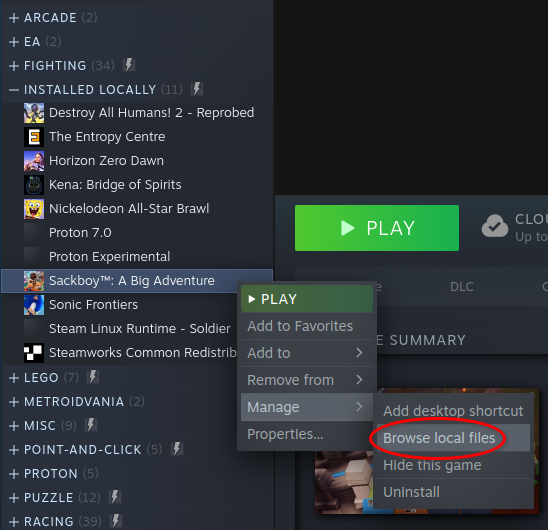 ARCADE (2)
EA (2)
FIGHTING (34)
INSTALLED LOCALLY (11)
Destroy All Humans! 2 - Reprobed
The Entropy Centre
Horizon Zero Dawn
Kena: Bridge of Spirits
Nickelodeon All-Star Brawl
Proton 7.0
Proton Experimental
Sackboy™: A Big Adventure
Sonic Frontiers
Steam Linux Runtime - Soldier
Steamworks Common Redistrib
LEGO (7)
METROIDVANIA (2)
MISC (9)
POINT-AND-CLICK (5)
PROTON (5)
PUZZLE (12)
RACING (39)
PLAY
CLOU
Up to
DLC
C
E SUMMARY
PLAY
Add to Favorites
Add to
Remove from
Manage
Properties...
Add desktop shortcut
Browse local files
Hide this game
Uninstall